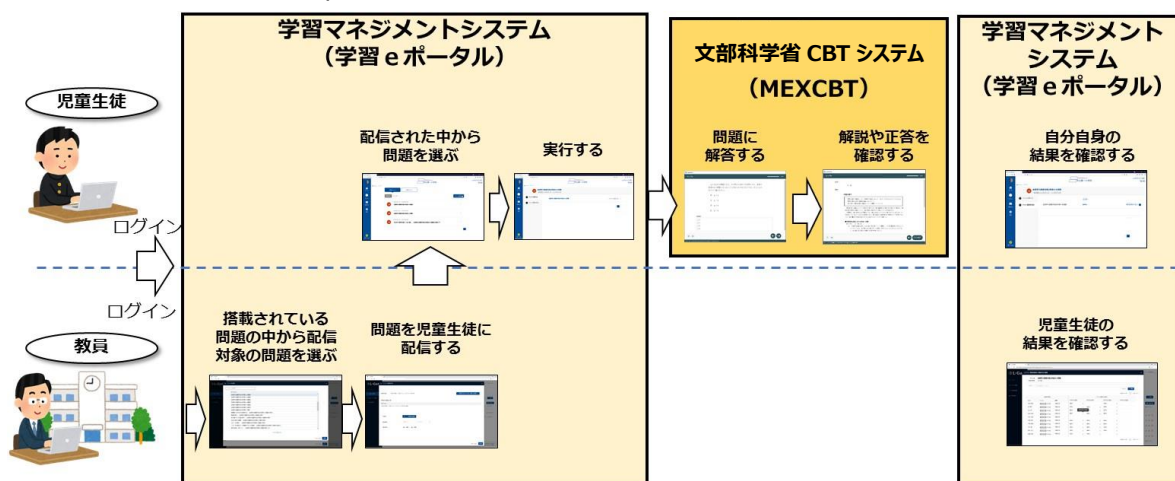 学習マネジメントシステム
（学習 e ポータル）
文部科学省 CBT システム
（MEXCBT）
学習マネジメント
システム
（学習 e ポータル）
児童生徒
配信された中から
問題を選ぶ
実行する
問題に
解答する
解説や正答を
確認する
自分自身の
結果を確認する
ログイン
ログイン
教員
搭載されている
問題の中から配信
対象の問題を選ぶ
問題を児童生徒に
配信する
児童生徒の
結果を確認する